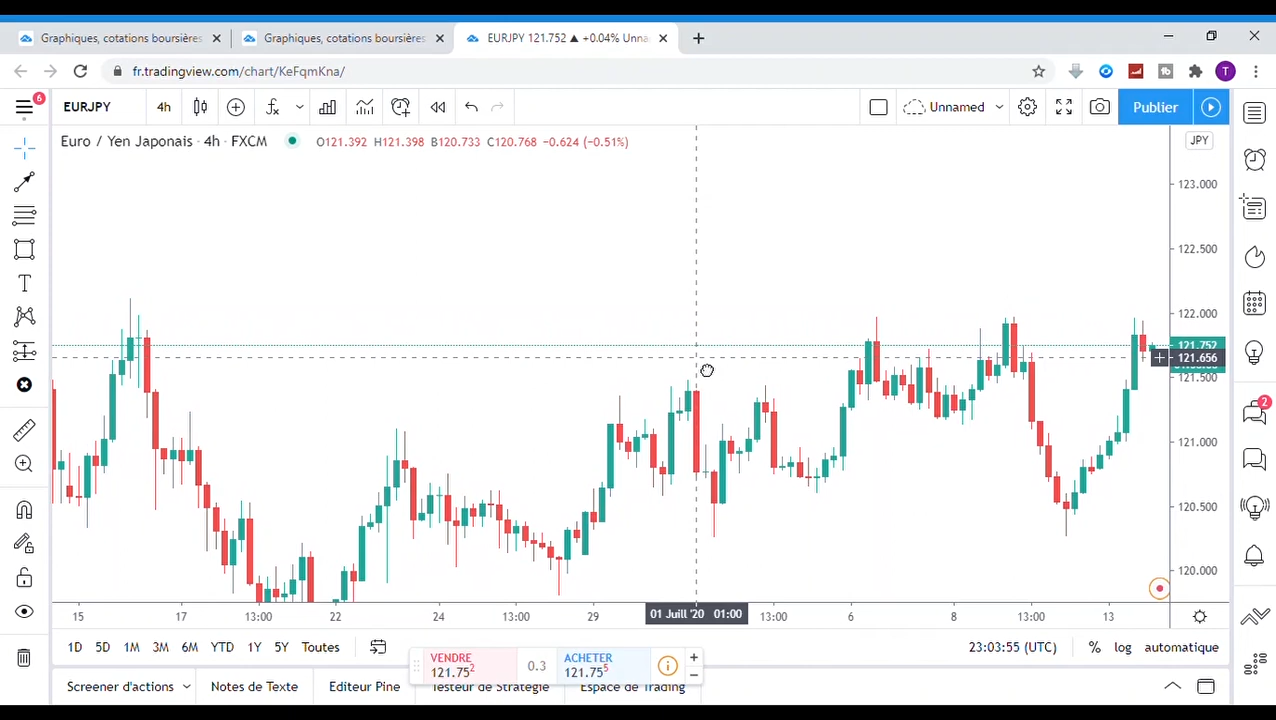 Graphiques, cotations boursières
Graphiques, cotations boursières
EURJPY 121.752 ▲ +0.04% Unna
fr.tradingview.com/chart/KeFqmKna/
T
6
EURJPY
4h
Unnamed
Publier
Euro / Yen Japonais · 4h · FXCM
O121.392 H121.398 B120.733 C120.768 −0.624 (−0.51%)
JPY
123.000
122.500
122.000
121.752
121.656
121.500
121.000
120.500
120.000
2
15
17
13:00
22
24
13:00
29
01 Juill '20 01:00
13:00
6
8
13:00
13
1D 5D 1M 3M 6M YTD 1Y 5Y Toutes
23:03:55 (UTC)
%
log
automatique
VENDRE
121.752
0.3
ACHETER
121.755
Screener d'actions
Notes de Texte
Editeur Pine
Testeur de Stratégie
Espace de Trading